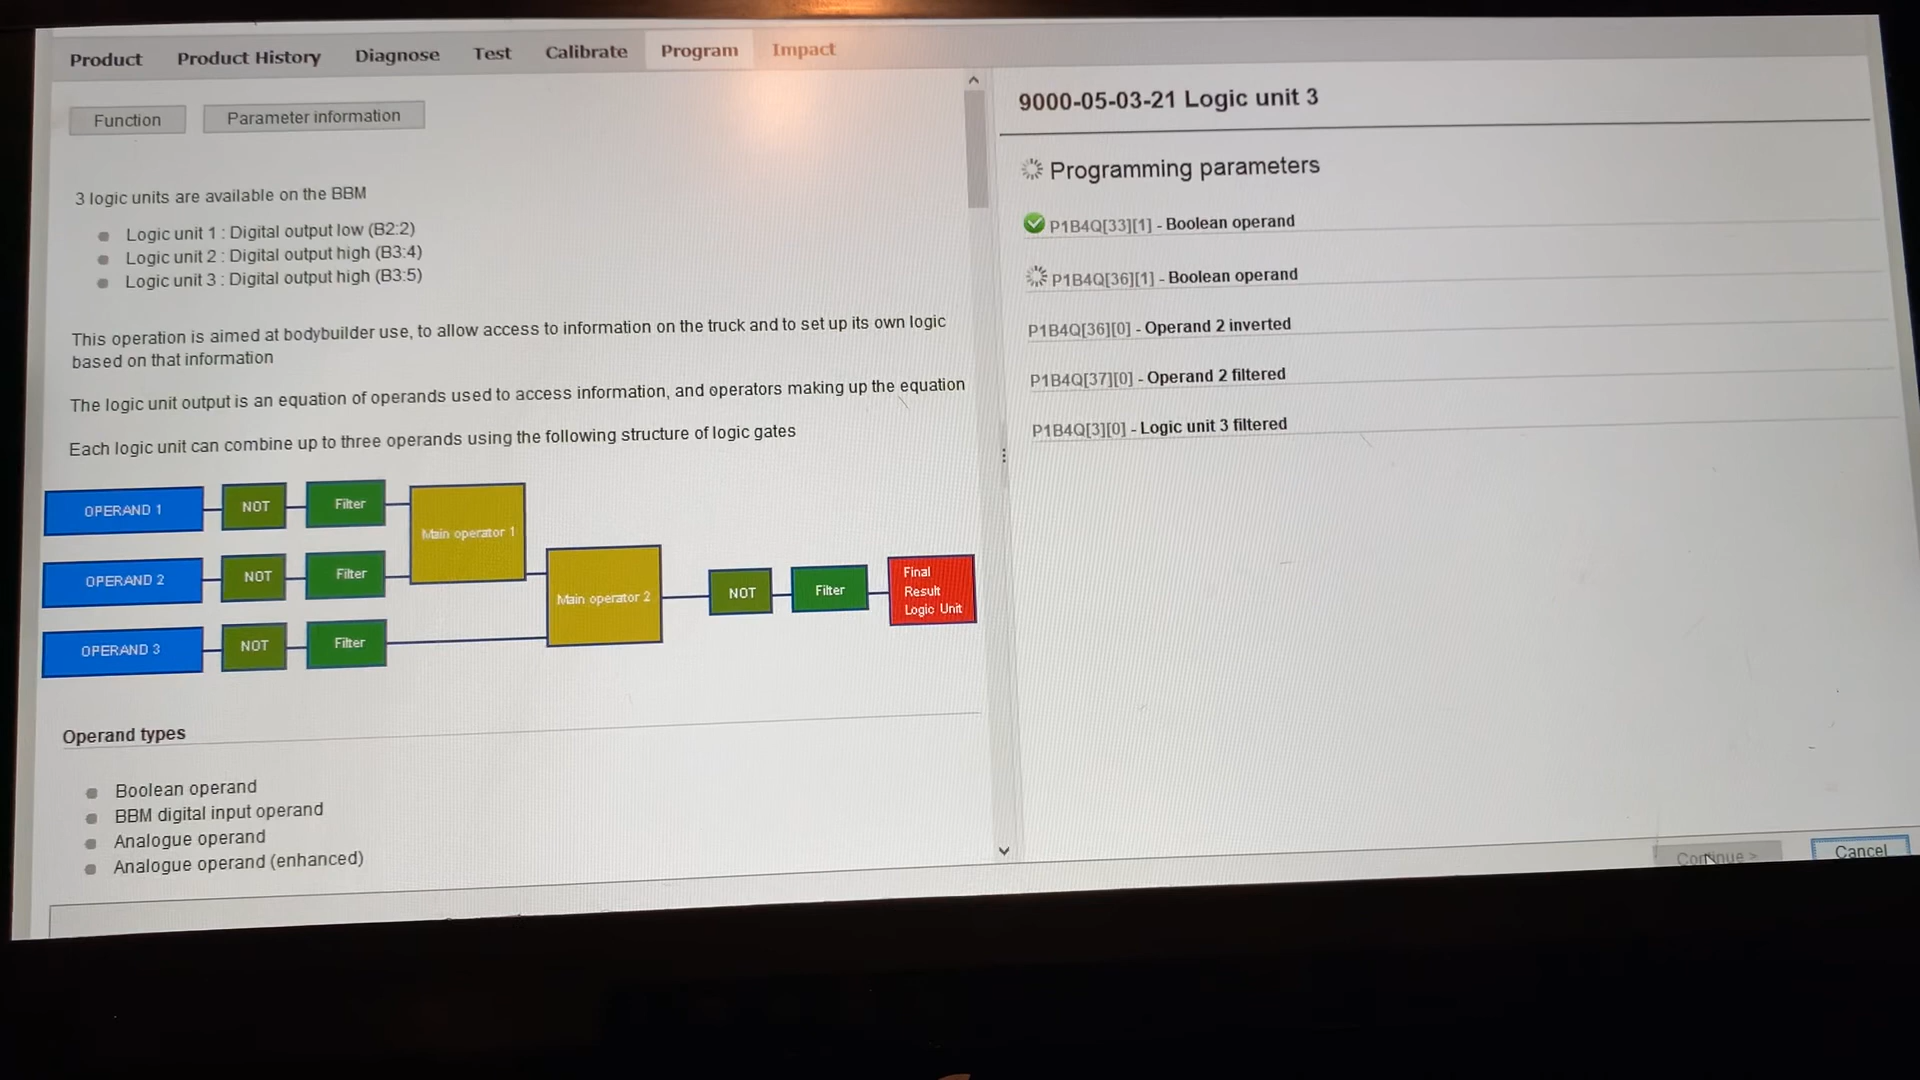 Product Product History Diagnose Test Calibrate Program Impact
Function Parameter information
3 logic units are available on the BBM
Logic unit 1 : Digital output low (B2:2)
Logic unit 2 : Digital output high (B3:4)
Logic unit 3 : Digital output high (B3:5)
This operation is aimed at bodybuilder use, to allow access to information on the truck and to set up its own logic
based on that information
The logic unit output is an equation of operands used to access information, and operators making up the equation
Each logic unit can combine up to three operands using the following structure of logic gates
OPERAND 1 NOT Filter
Main operator 1
OPERAND 2 NOT Filter
Main operator 2
NOT Filter
Final
Result
Logic Unit
OPERAND 3 NOT Filter
Operand types
Boolean operand
BBM digital input operand
Analogue operand
Analogue operand (enhanced)
9000-05-03-21 Logic unit 3
Programming parameters
P1B4Q[33][1] - Boolean operand
P1B4Q[36][1] - Boolean operand
P1B4Q[36][0] - Operand 2 inverted
P1B4Q[37][0] - Operand 2 filtered
P1B4Q[3][0] - Logic unit 3 filtered
Continue > Cancel